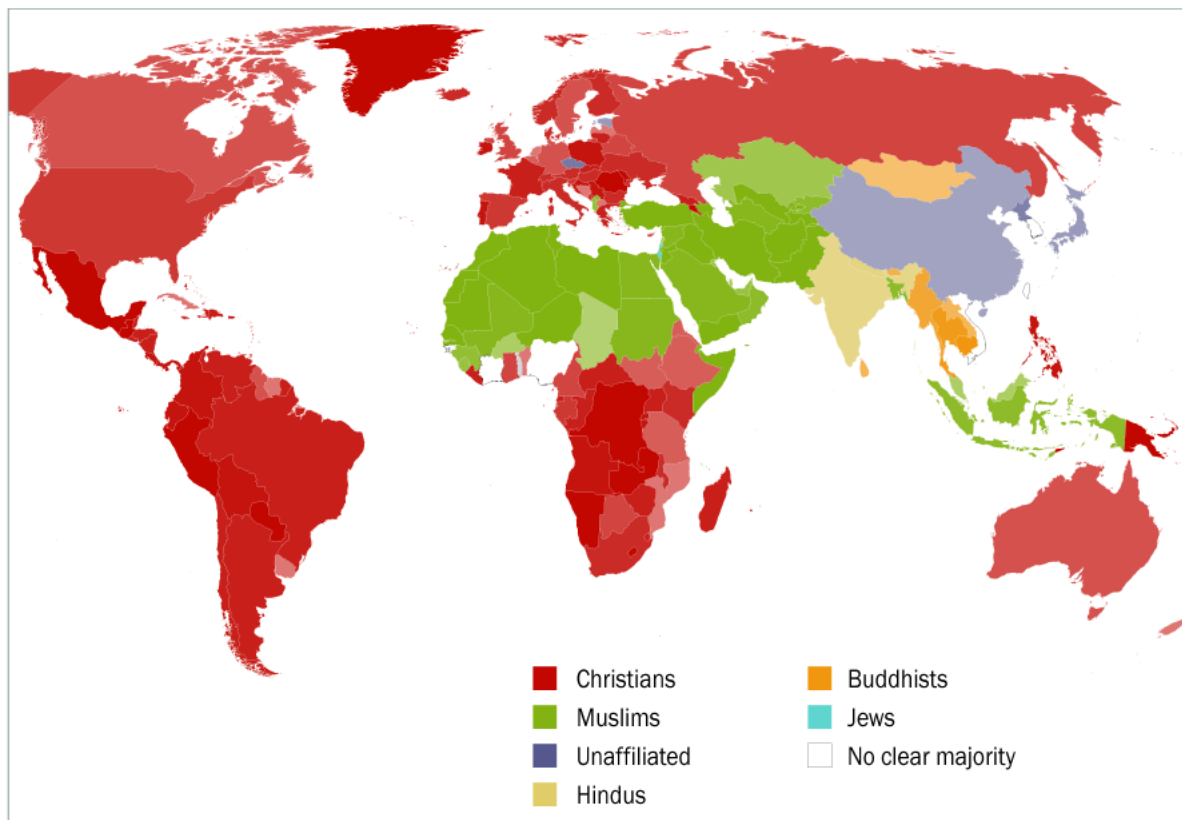 Christians
Muslims
Unaffiliated
Hindus
Buddhists
Jews
No clear majority